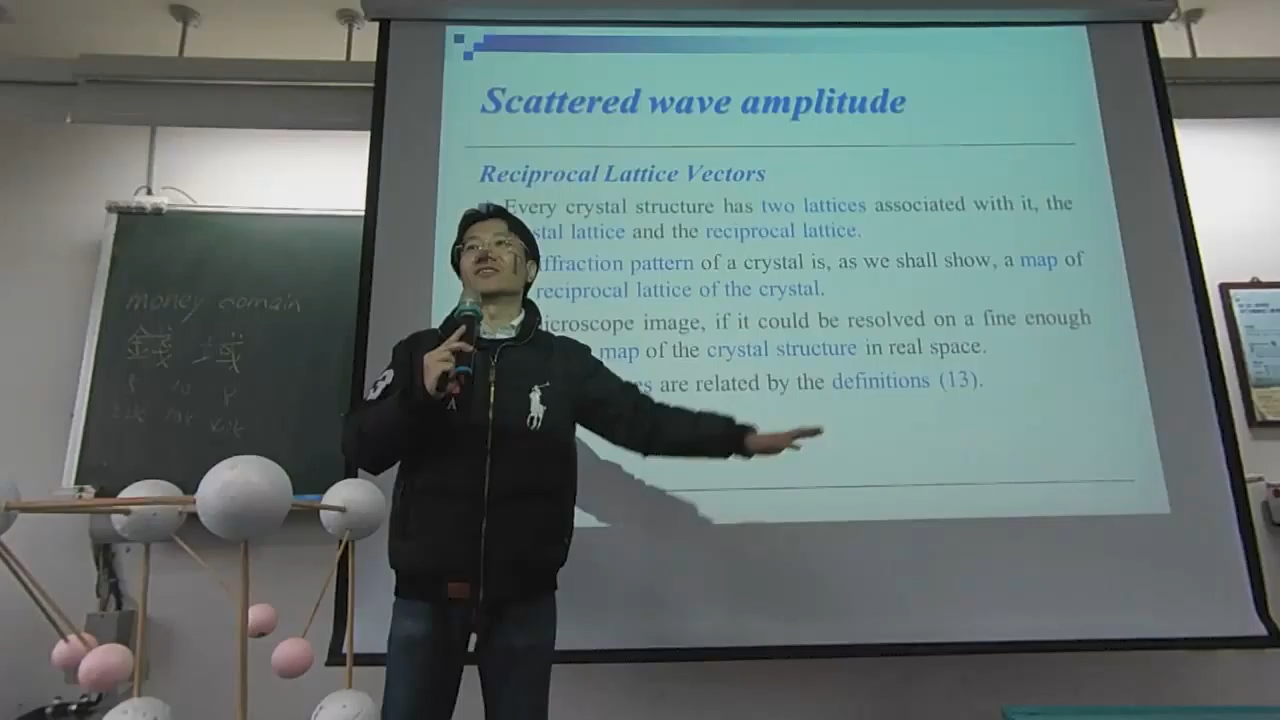 Scattered wave amplitude
Reciprocal Lattice Vectors
Every crystal structure has two lattices associated with it, the
stal lattice and the reciprocal lattice.
ffraction pattern of a crystal is, as we shall show, a map of
reciprocal lattice of the crystal.
icroscope image, if it could be resolved on a fine enough
map of the crystal structure in real space.
es are related by the definitions (13).
money domain
金錢 域
3
A